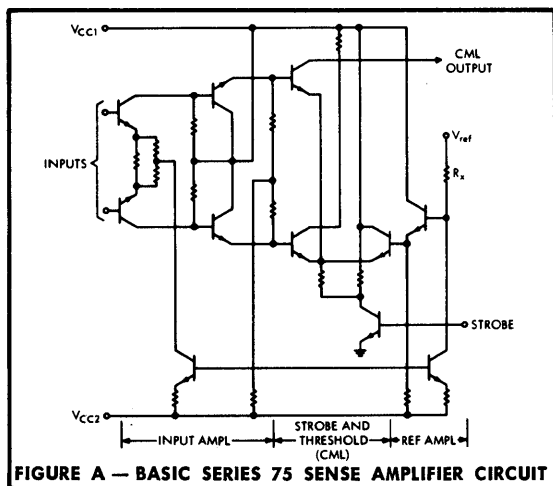 VCC1
CML
OUTPUT
Vref
INPUTS
Rx
STROBE
VCC2
INPUT AMPL
STROBE AND
THRESHOLD
(CML)
REF AMPL
FIGURE A — BASIC SERIES 75 SENSE AMPLIFIER CIRCUIT